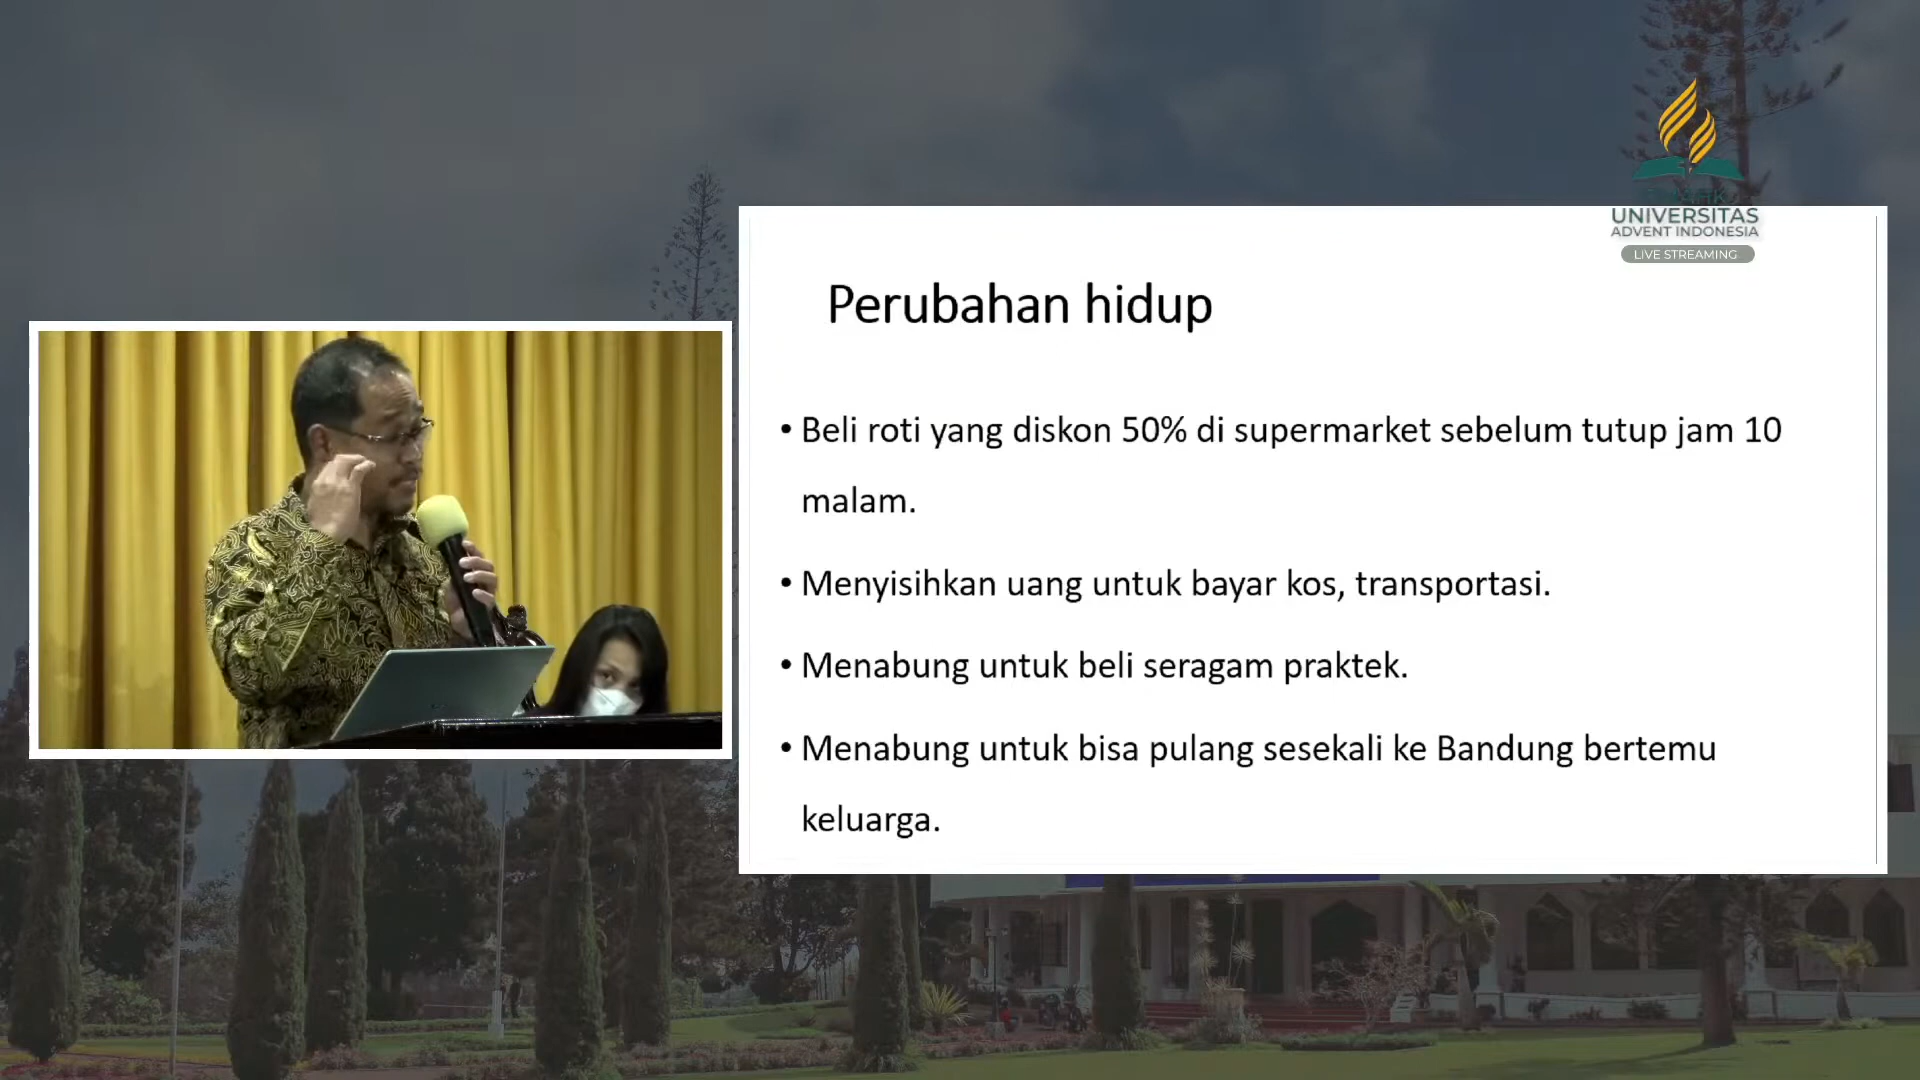 UNIVERSITAS
ADVENT INDONESIA
LIVE STREAMING
Perubahan hidup
• Beli roti yang diskon 50% di supermarket sebelum tutup jam 10
malam.
• Menyisihkan uang untuk bayar kos, transportasi.
• Menabung untuk beli seragam praktek.
• Menabung untuk bisa pulang sesekali ke Bandung bertemu
keluarga.